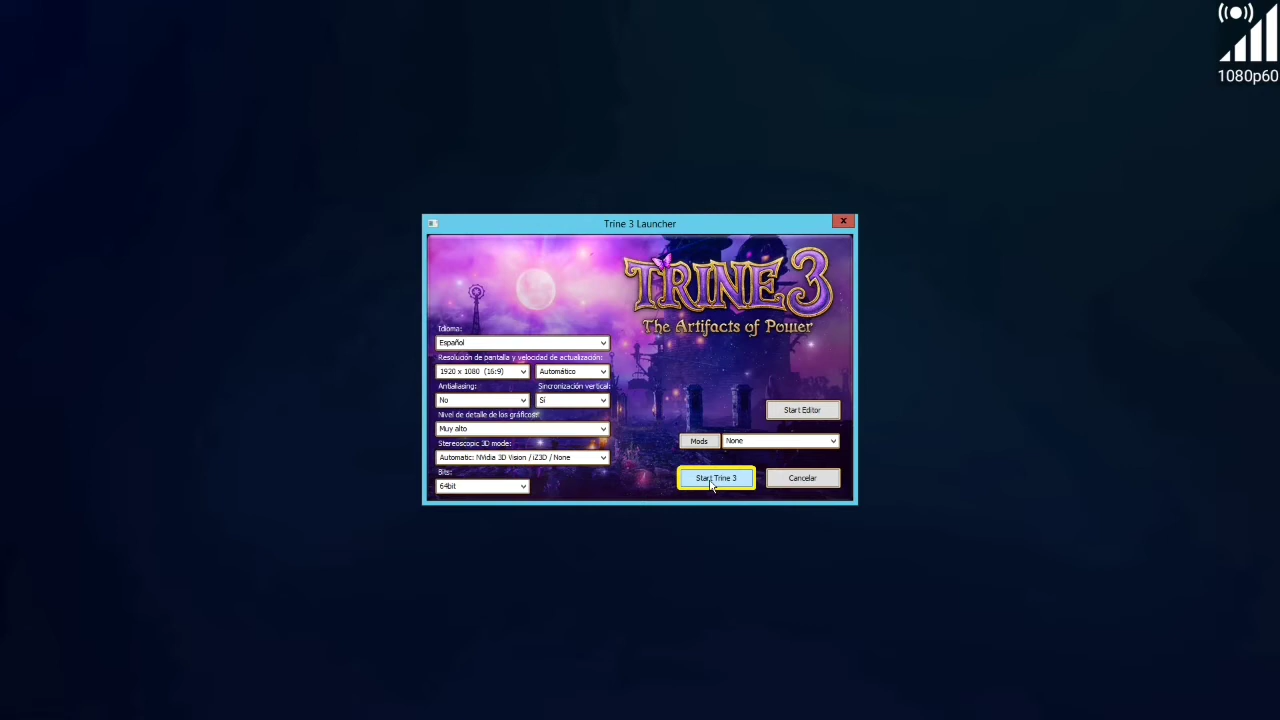 1080p60
Trine 3 Launcher
x
TRINE 3
The Artifacts of Power
Idioma:
Español
Resolución de pantalla y velocidad de actualización:
1920 x 1080 (16:9)
Automático
Antialiasing:
Sincronización vertical:
No
Sí
Nivel de detalle de los gráficos:
Muy alto
Stereoscopic 3D mode:
Automatic: NVidia 3D Vision / iZ3D / None
Bits:
64bit
Start Editor
Mods
None
Start Trine 3
Cancelar